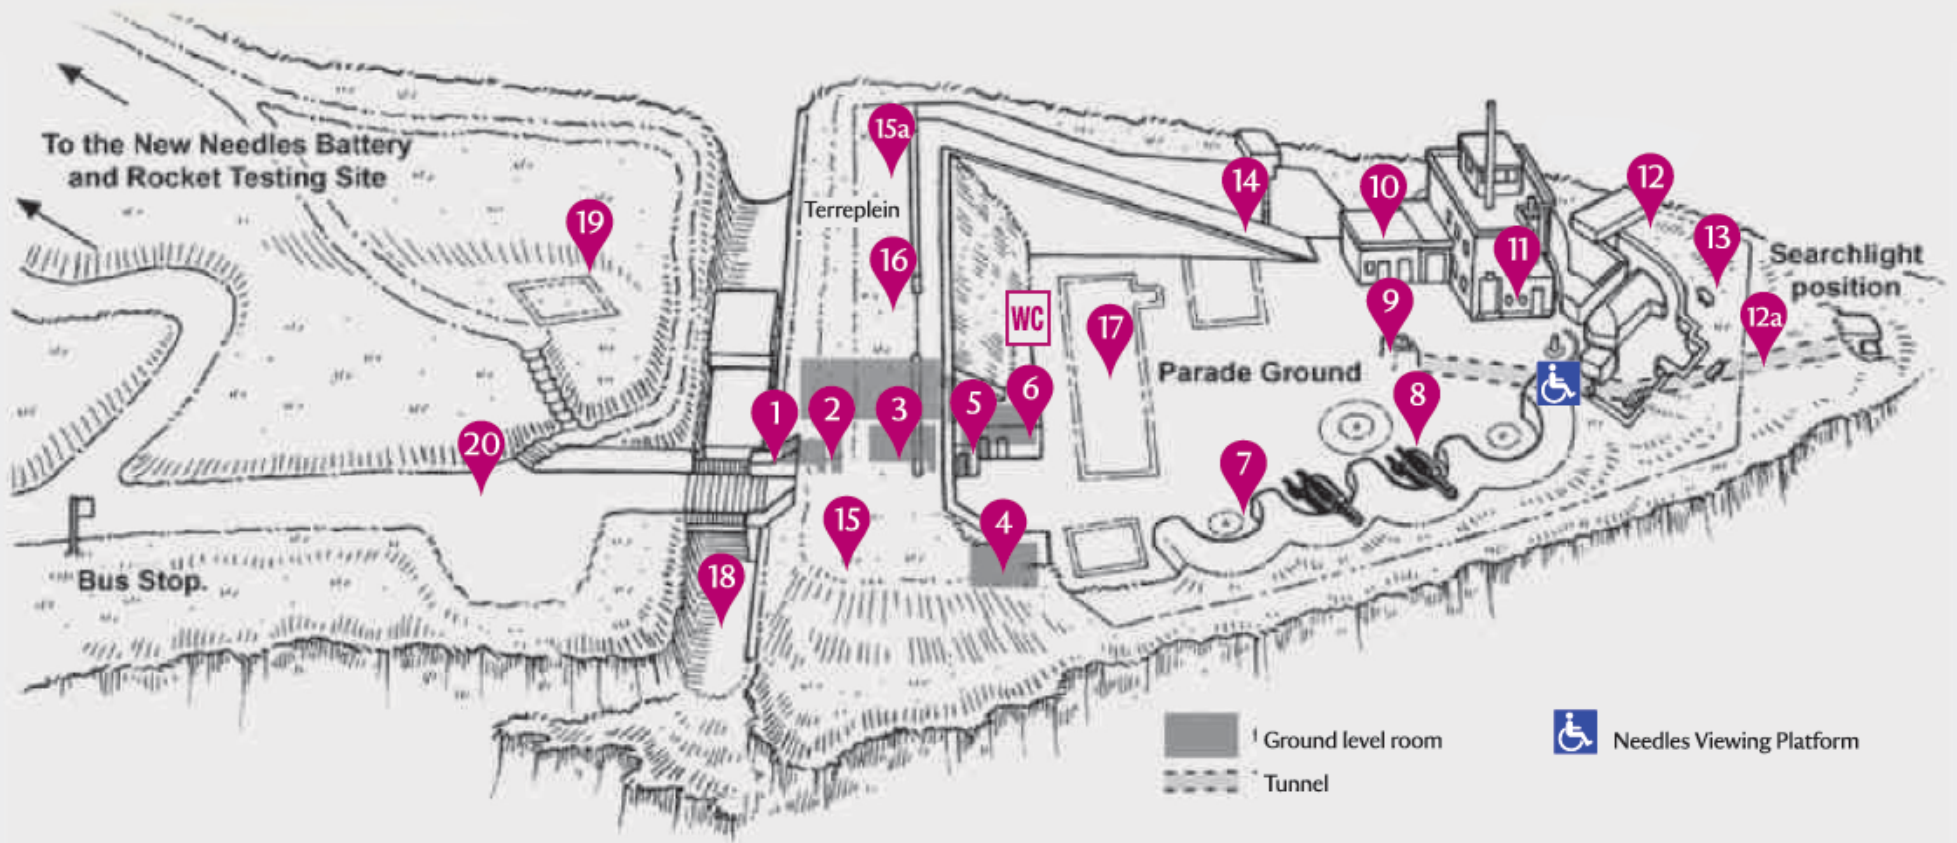 To the New Needles Battery
and Rocket Testing Site
19
20
Bus Stop.
18
1
2
3
15a
Terreplein
16
15
5
6
4
WC
17
Parade Ground
14
10
11
9
8
7
12
13
12a
Searchlight
position
Ground level room
Tunnel
Needles Viewing Platform